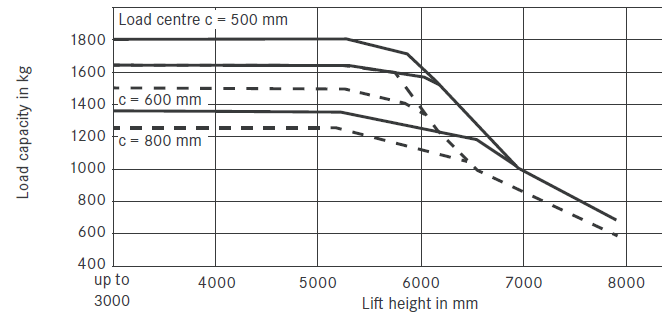 Load centre c = 500 mm
1800
1600
c = 600 mm
1400
c = 800 mm
1200
1000
800
600
400
Load capacity in kg
up to
3000
4000
5000
6000
7000
8000
Lift height in mm